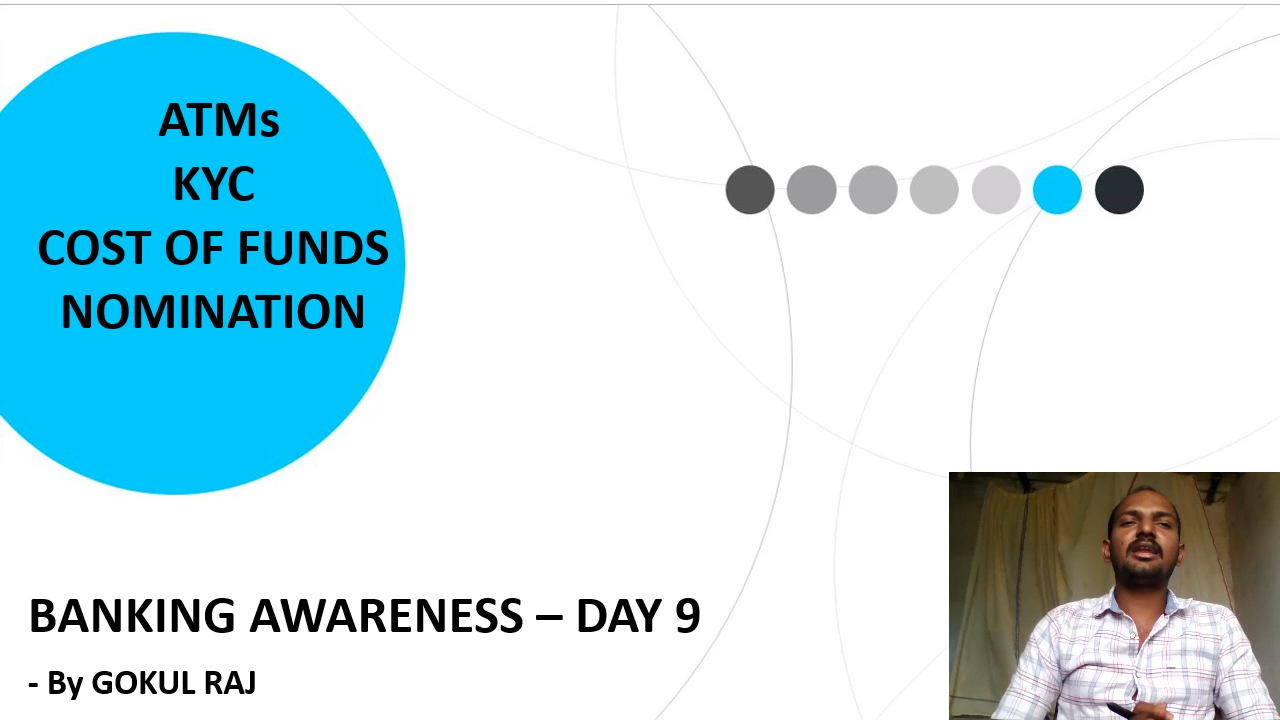 ATMs
KYC
COST OF FUNDS
NOMINATION
BANKING AWARENESS – DAY 9
- By GOKUL RAJ